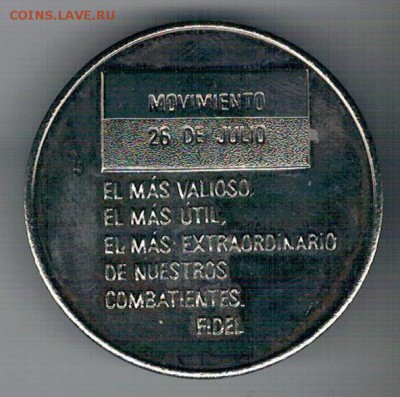 COINS.LAVE.RU
MOVIMIENTO
26 DE JULIO
EL MÁS VALIOSO,
EL MÁS ÚTIL,
EL MÁS EXTRAORDINARIO
DE NUESTROS
COMBATIENTES.
FIDEL